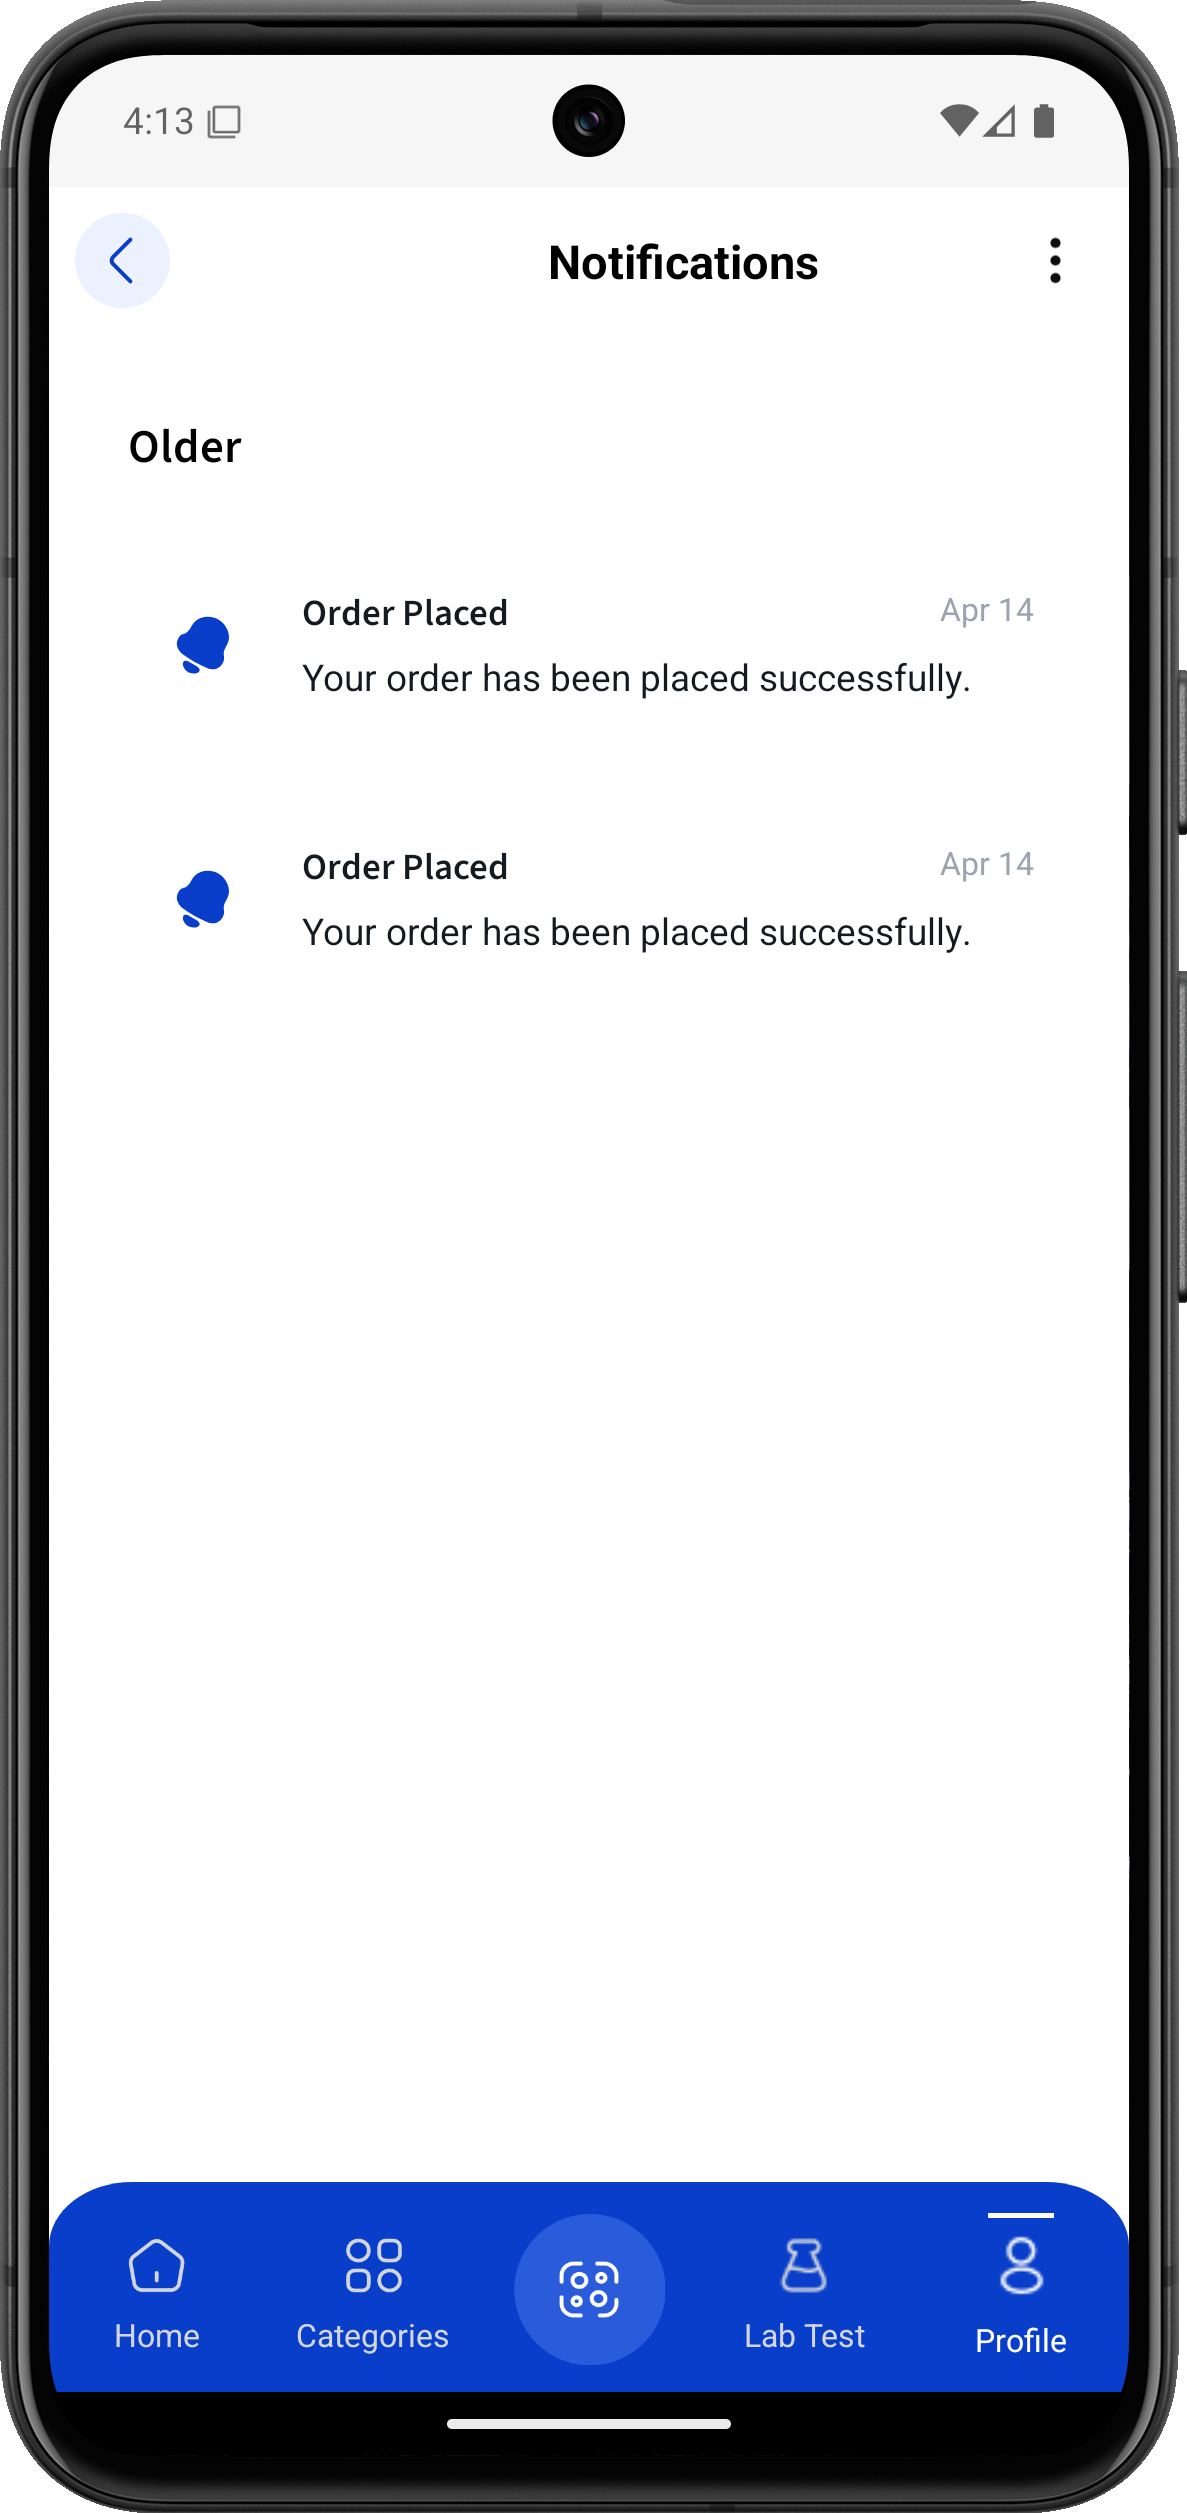 4:13
Notifications
Older
Order Placed
Apr 14
Your order has been placed successfully.
Order Placed
Apr 14
Your order has been placed successfully.
Home
Categories
Lab Test
Profile